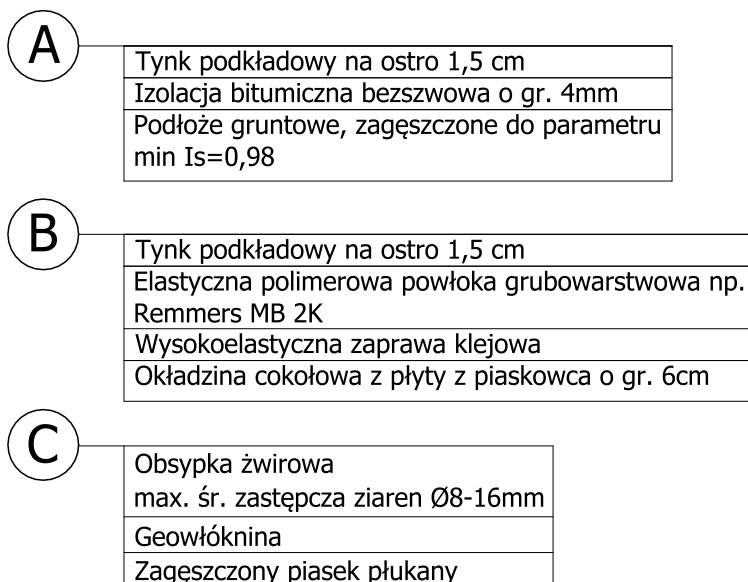 A
Tynk podkładowy na ostro 1,5 cm
Izolacja bitumiczna bezszwowa o gr. 4mm
Podłoże gruntowe, zagęszczone do parametru
min Is=0,98
B
Tynk podkładowy na ostro 1,5 cm
Elastyczna polimerowa powłoka grubowarstwowa np.
Remmers MB 2K
Wysokoelastyczna zaprawa klejowa
Okładzina cokołowa z płyty z piaskowca o gr. 6cm
C
Obsypka żwirowa
max. śr. zastępcza ziaren Ø8-16mm
Geowłóknina
Zagęszczony piasek płukany